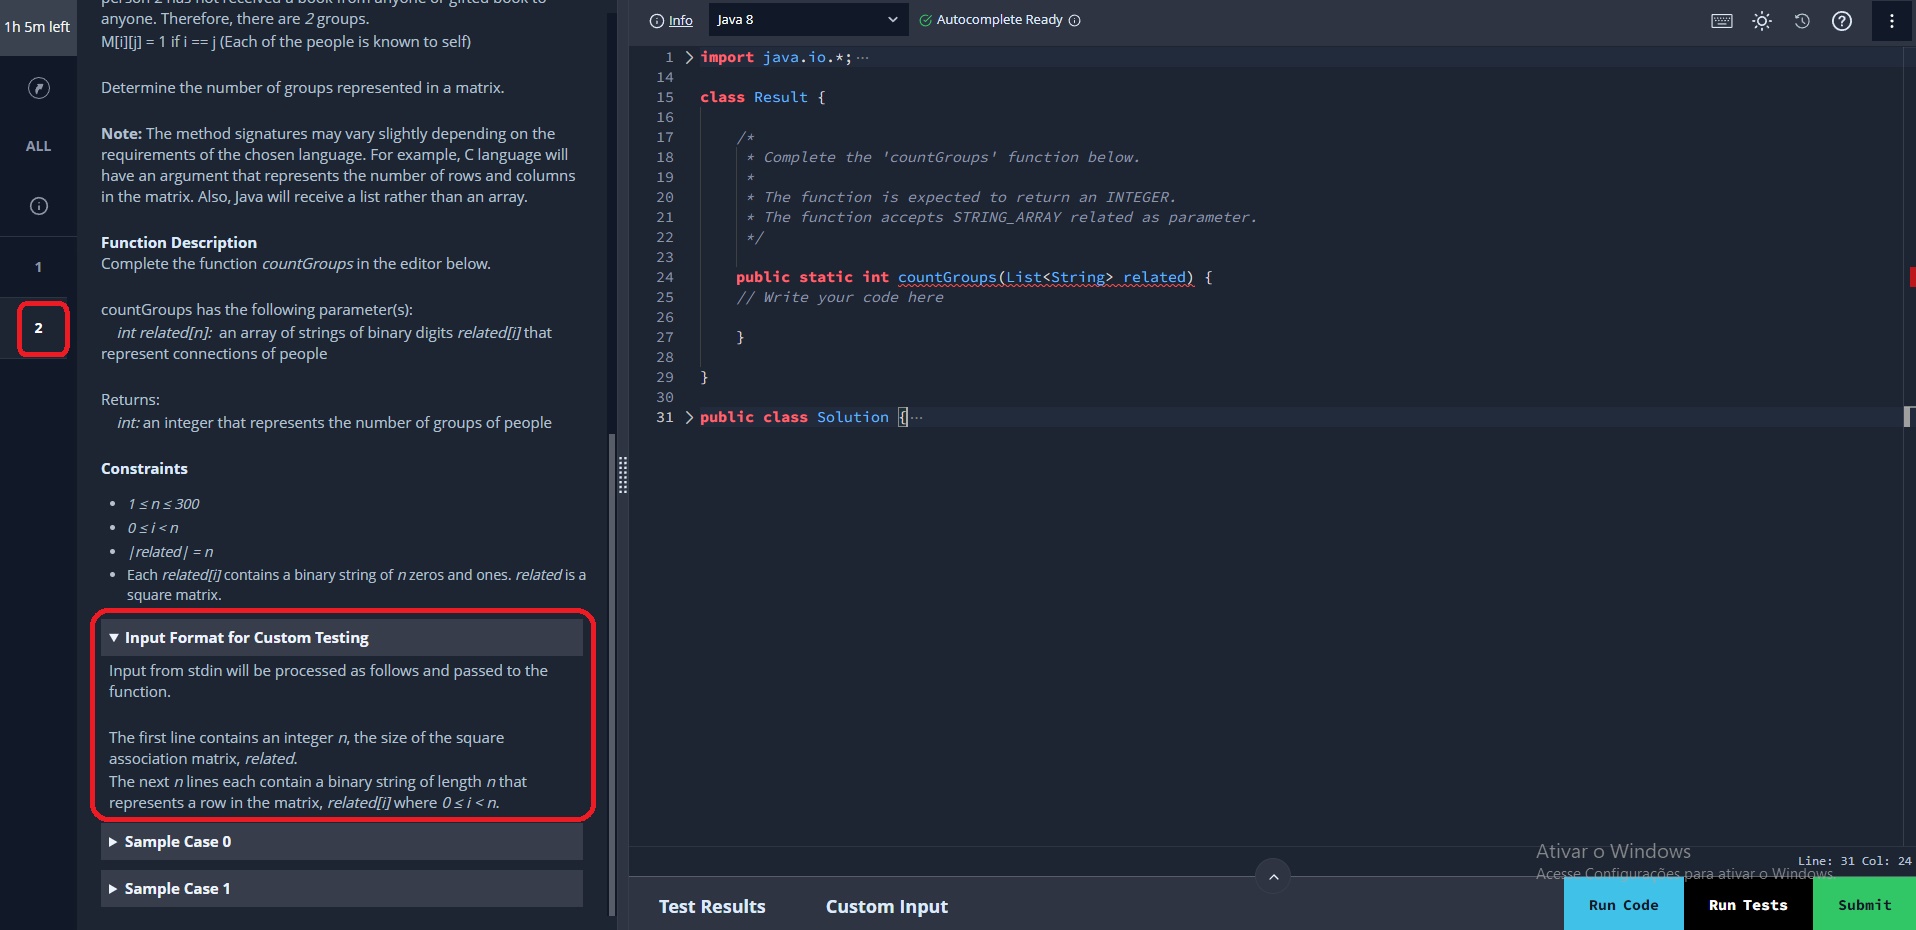 1h 5m left
ALL
1
2
person 2 has not received a book from anyone or gifted book to
anyone. Therefore, there are 2 groups.
M[i][j] = 1 if i == j (Each of the people is known to self)
Determine the number of groups represented in a matrix.
Note: The method signatures may vary slightly depending on the
requirements of the chosen language. For example, C language will
have an argument that represents the number of rows and columns
in the matrix. Also, Java will receive a list rather than an array.
Function Description
Complete the function countGroups in the editor below.
countGroups has the following parameter(s):
int related[n]: an array of strings of binary digits related[i] that
represent connections of people
Returns:
int: an integer that represents the number of groups of people
Constraints
• 1 ≤ n ≤ 300
• 0 ≤ i < n
• |related| = n
• Each related[i] contains a binary string of n zeros and ones. related is a
square matrix.
▼ Input Format for Custom Testing
Input from stdin will be processed as follows and passed to the
function.
The first line contains an integer n, the size of the square
association matrix, related.
The next n lines each contain a binary string of length n that
represents a row in the matrix, related[i] where 0 ≤ i < n.
▶ Sample Case 0
▶ Sample Case 1
Info
Java 8
Autocomplete Ready
1 > import java.io.*; ···
14
15 class Result {
16
17 /*
18 * Complete the 'countGroups' function below.
19 *
20 * The function is expected to return an INTEGER.
21 * The function accepts STRING_ARRAY related as parameter.
22 */
23
24 public static int countGroups(List<String> related) {
25 // Write your code here
26
27 }
28
29 }
30
31 > public class Solution { ···
Ativar o Windows
Acesse Configurações para ativar o Windows.
Line: 31 Col: 24
Test Results
Custom Input
Run Code
Run Tests
Submit